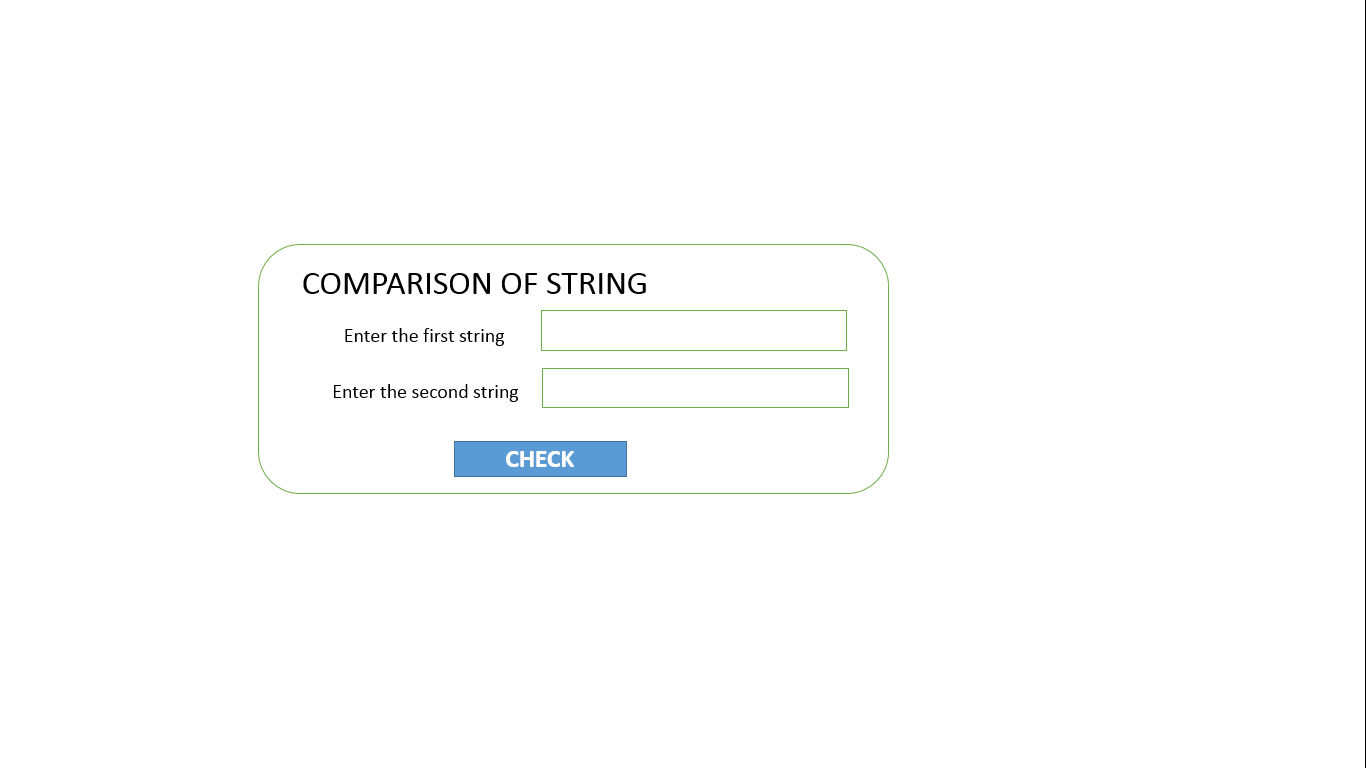 COMPARISON OF STRING
Enter the first string
Enter the second string
CHECK